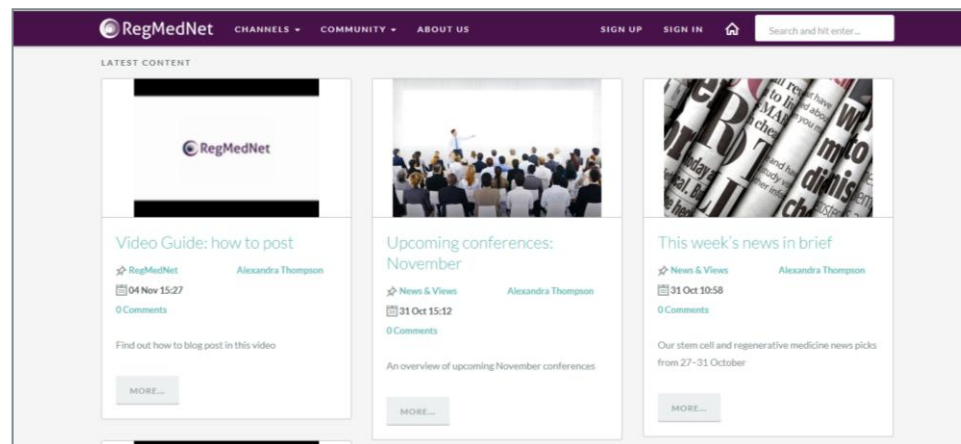 RegMedNet CHANNELS COMMUNITY ABOUT US SIGN UP SIGN IN Search and hit enter...
LATEST CONTENT
RegMedNet
Video Guide: how to post
RegMedNet Alexandra Thompson
04 Nov 15:27
0 Comments
Find out how to blog post in this video
MORE...
Upcoming conferences:
November
News & Views Alexandra Thompson
31 Oct 15:12
0 Comments
An overview of upcoming November conferences
MORE...
This week's news in brief
News & Views Alexandra Thompson
31 Oct 10:58
0 Comments
Our stem cell and regenerative medicine news picks
from 27–31 October
MORE...